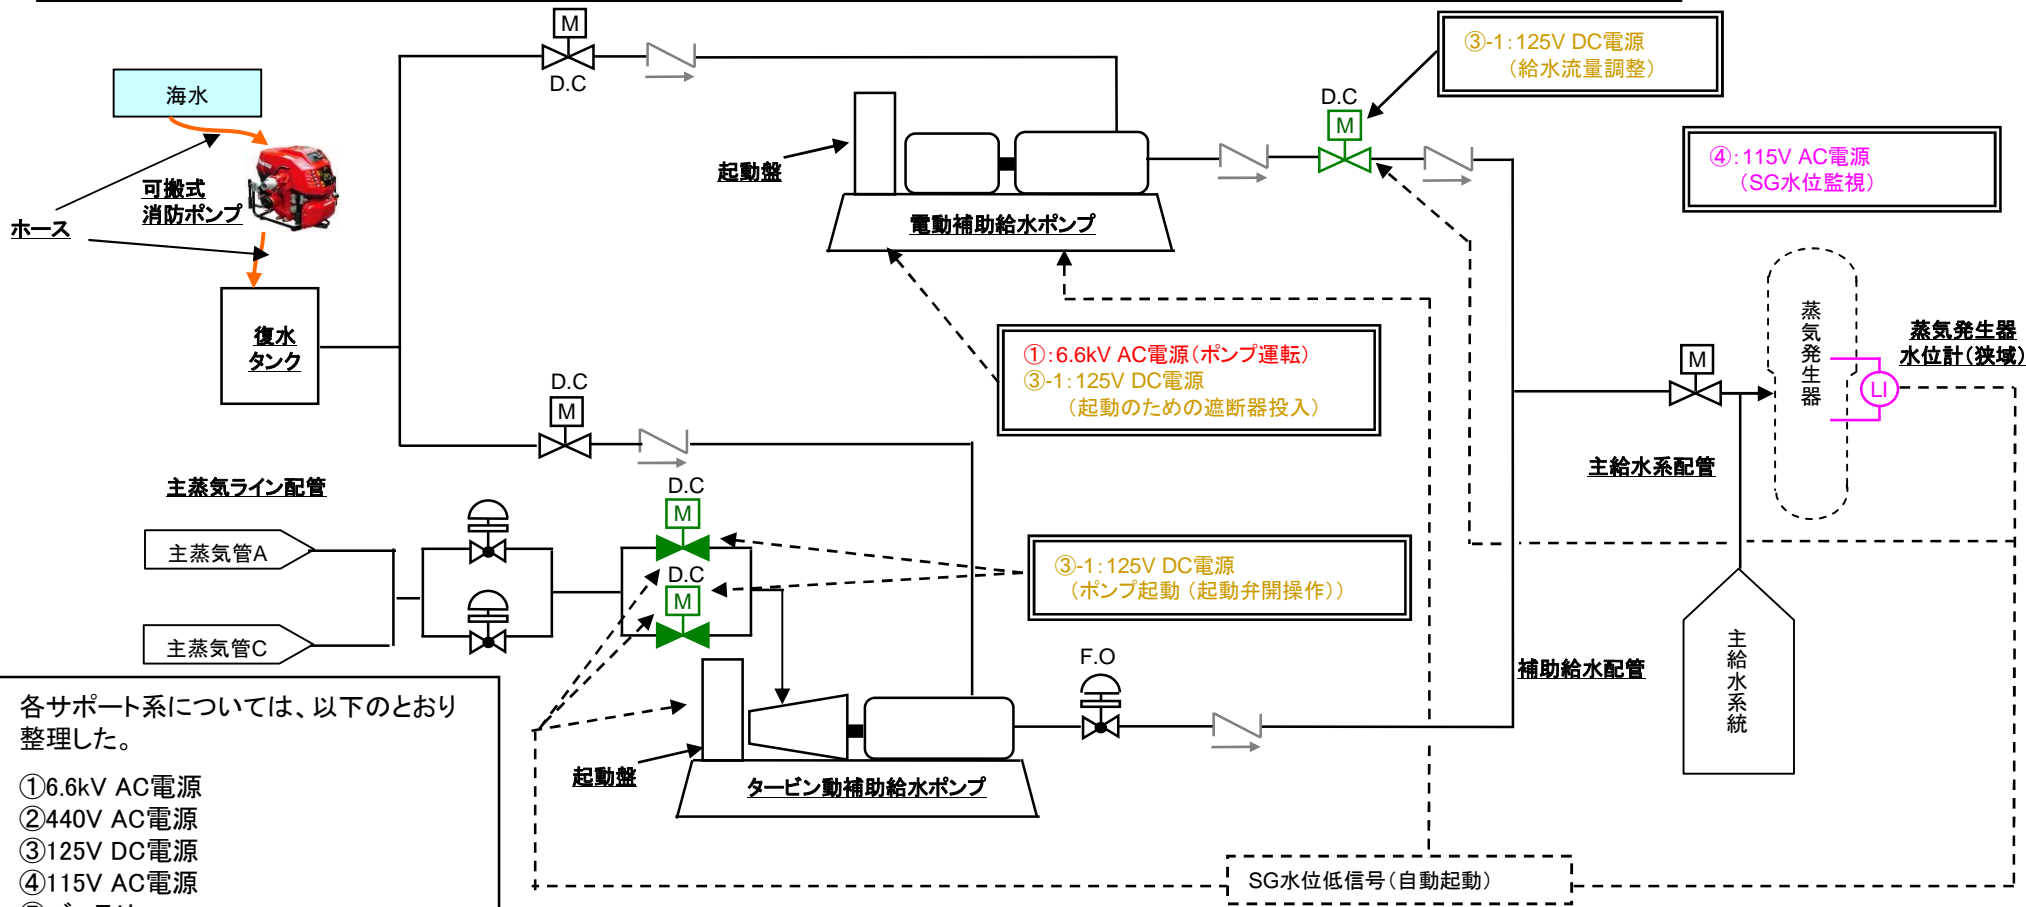 M
D.C
③-1：125V DC電源
（給水流量調整）
海水
D.C
M
④：115V AC電源
（SG水位監視）
起動盤
可搬式
消防ポンプ
ホース
電動補助給水ポンプ
復水
タンク
①：6.6kV AC電源（ポンプ運転）
③-1：125V DC電源
（起動のための遮断器投入）
蒸気発生器
蒸気発生器
水位計（狭域）
M
LI
D.C
M
主給水系配管
主蒸気ライン配管
D.C
M
主蒸気管A
D.C
M
③-1：125V DC電源
（ポンプ起動（起動弁開操作））
主蒸気管C
F.O
補助給水配管
主給水系統
各サポート系については、以下のとおり
整理した。
起動盤
タービン動補助給水ポンプ
①6.6kV AC電源
②440V AC電源
③125V DC電源
④115V AC電源
SG水位低信号（自動起動）